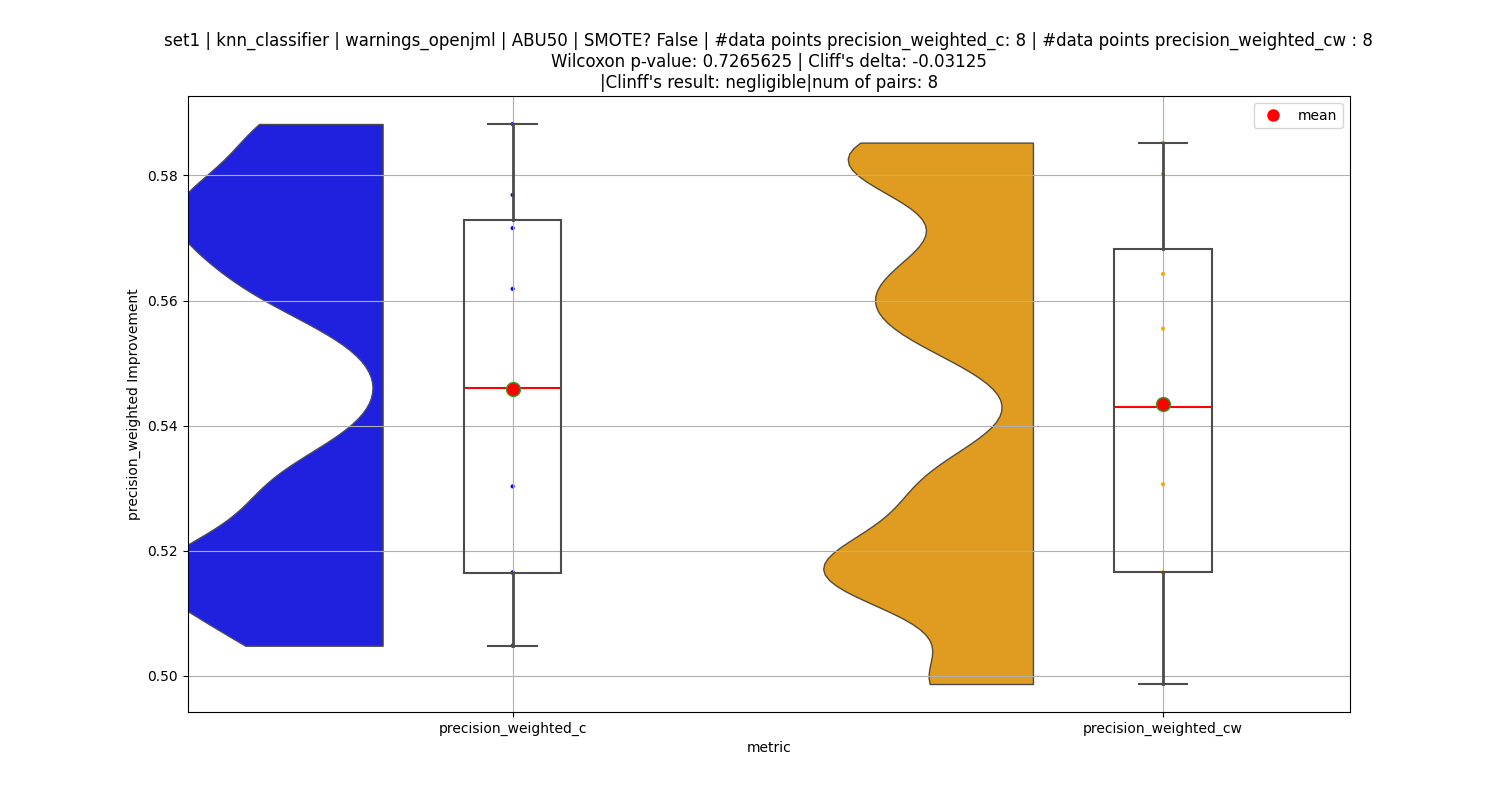 set1 | knn_classifier | warnings_openjml | ABU50 | SMOTE? False | #data points precision_weighted_c: 8 | #data points precision_weighted_cw : 8
Wilcoxon p-value: 0.7265625 | Cliff's delta: -0.03125
|Clinff's result: negligible|num of pairs: 8
mean
0.58
0.56
0.54
0.52
0.50
precision_weighted Improvement
precision_weighted_c
precision_weighted_cw
metric